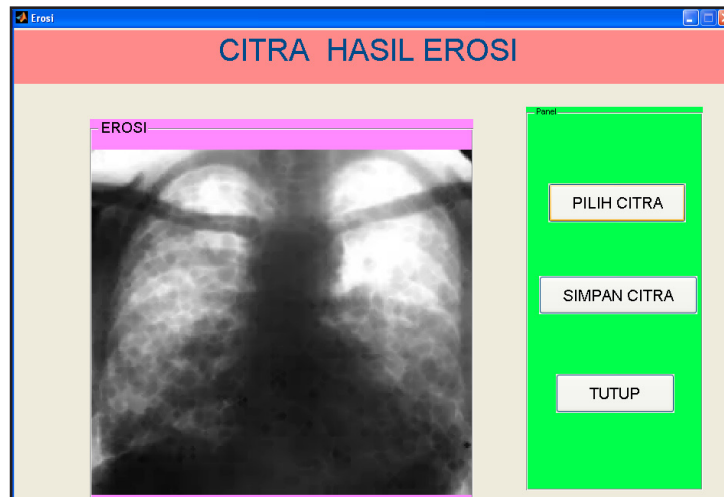 Erosi
CITRA HASIL EROSI
EROSI
Panel
PILIH CITRA
SIMPAN CITRA
TUTUP